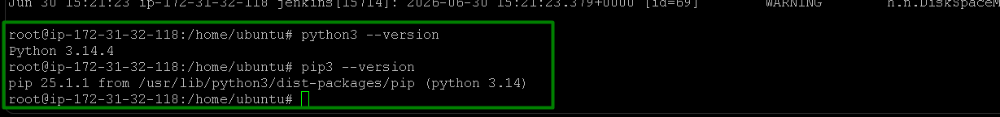 Jun 30 15:21:23 ip-172-31-32-118 jenkins[15714]: 2026-06-30 15:21:23.379+0000 [id=69] WARNING h.n.DiskSpaceM
root@ip-172-31-32-118:/home/ubuntu# python3 --version
Python 3.14.4
root@ip-172-31-32-118:/home/ubuntu# pip3 --version
pip 25.1.1 from /usr/lib/python3/dist-packages/pip (python 3.14)
root@ip-172-31-32-118:/home/ubuntu#